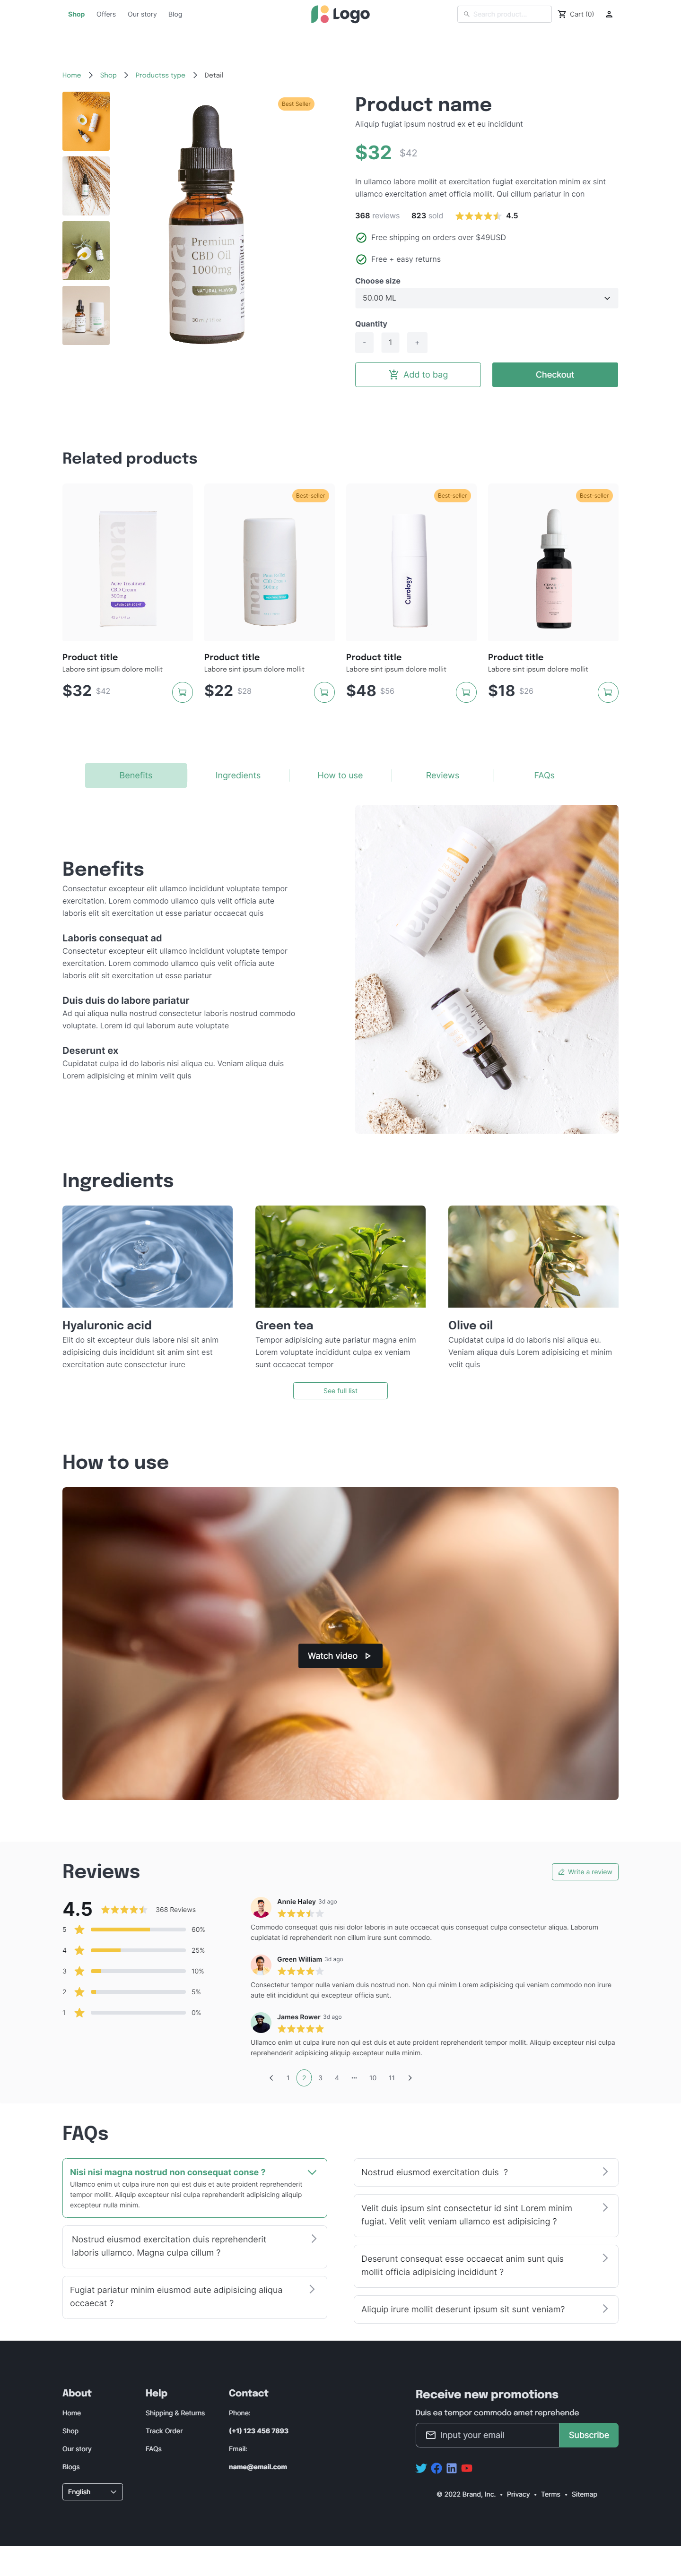 Shop Offers Our story Blog
Logo
Search product...
Cart (0)
Home Shop Productss type Detail
Best Seller
nora
Premium
CBD Oil
1000mg
NATURAL FLAVOR
30ml / 1 fl oz
Product name
Aliquip fugiat ipsum nostrud ex et eu incididunt
$32 $42
In ullamco labore mollit et exercitation fugiat exercitation minim ex sint
ullamco exercitation amet officia mollit. Qui cillum pariatur in con
368 reviews 823 sold 4.5
Free shipping on orders over $49USD
Free + easy returns
Choose size
50.00 ML
Quantity
- 1 +
Add to bag
Checkout
Related products
nora
Acne Treatment
CBD Cream
500mg
LAVENDER SCENT
Best-seller
nora
Pain Relief
CBD Cream
500mg
Best-seller
Curology
Best-seller
Product title
Labore sint ipsum dolore mollit
$32 $42
Product title
Labore sint ipsum dolore mollit
$22 $28
Product title
Labore sint ipsum dolore mollit
$48 $56
Product title
Labore sint ipsum dolore mollit
$18 $26
Benefits Ingredients How to use Reviews FAQs
nora
Benefits
Consectetur excepteur elit ullamco incididunt voluptate tempor
exercitation. Lorem commodo ullamco quis velit officia aute
laboris elit sit exercitation ut esse pariatur occaecat quis
Laboris consequat ad
Consectetur excepteur elit ullamco incididunt voluptate tempor
exercitation. Lorem commodo ullamco quis velit officia aute
laboris elit sit exercitation ut esse pariatur
Duis duis do labore pariatur
Ad qui aliqua nulla nostrud consectetur laboris nostrud commodo
voluptate. Lorem id qui laborum aute voluptate
Deserunt ex
Cupidatat culpa id do laboris nisi aliqua eu. Veniam aliqua duis
Lorem adipisicing et minim velit quis
Ingredients
Hyaluronic acid
Elit do sit excepteur duis labore nisi sit anim
adipisicing duis incididunt sit anim sint est
exercitation aute consectetur irure
Green tea
Tempor adipisicing aute pariatur magna enim
Lorem voluptate incididunt culpa ex veniam
sunt occaecat tempor
Olive oil
Cupidatat culpa id do laboris nisi aliqua eu.
Veniam aliqua duis Lorem adipisicing et minim
velit quis
See full list
How to use
Watch video
Reviews
Write a review
4.5 368 Reviews
5 60%
4 25%
3 10%
2 5%
1 0%
Annie Haley 3d ago
Commodo consequat quis nisi dolor laboris in aute occaecat quis consequat culpa consectetur aliqua. Laborum
cupidatat id reprehenderit non cillum irure sunt commodo.
Green William 3d ago
Consectetur tempor nulla veniam duis nostrud non. Non qui minim Lorem adipisicing qui veniam commodo non irure
aute elit incididunt qui excepteur officia sunt.
James Rower 3d ago
Ullamco enim ut culpa irure non qui est duis et aute proident reprehenderit tempor mollit. Aliquip excepteur nisi culpa
reprehenderit adipisicing aliquip excepteur nulla minim.
1 2 3 4 ••• 10 11
FAQs
Nisi nisi magna nostrud non consequat conse ?
Ullamco enim ut culpa irure non qui est duis et aute proident reprehenderit
tempor mollit. Aliquip excepteur nisi culpa reprehenderit adipisicing aliquip
excepteur nulla minim.
Nostrud eiusmod exercitation duis reprehenderit
laboris ullamco. Magna culpa cillum ?
Fugiat pariatur minim eiusmod aute adipisicing aliqua
occaecat ?
Nostrud eiusmod exercitation duis ?
Velit duis ipsum sint consectetur id sint Lorem minim
fugiat. Velit velit veniam ullamco est adipisicing ?
Deserunt consequat esse occaecat anim sunt quis
mollit officia adipisicing incididunt ?
Aliquip irure mollit deserunt ipsum sit sunt veniam?
About
Home
Shop
Our story
Blogs
English
Help
Shipping & Returns
Track Order
FAQs
Contact
Phone:
(+1) 123 456 7893
Email:
name@email.com
Receive new promotions
Duis ea tempor commodo amet reprehende
Input your email
Subscribe
© 2022 Brand, Inc. • Privacy • Terms • Sitemap